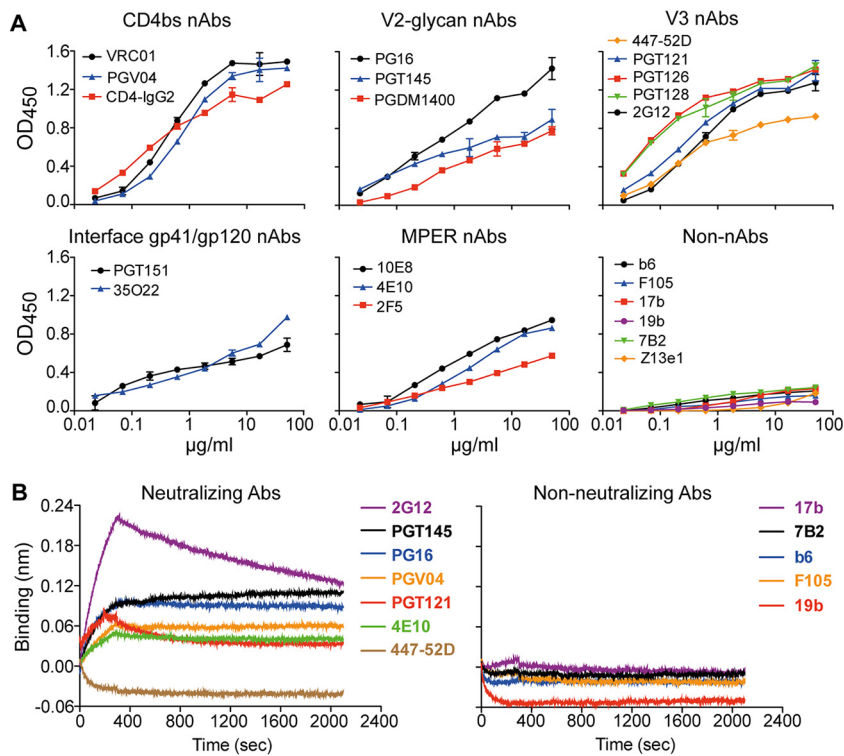 A
CD4bs nAbs
V2-glycan nAbs
V3 nAbs
OD450
1.6
1.2
0.8
0.4
0.0
VRC01
PGV04
CD4-IgG2
PG16
PGT145
PGDM1400
447-52D
PGT121
PGT126
PGT128
2G12
Interface gp41/gp120 nAbs
MPER nAbs
Non-nAbs
OD450
1.6
1.2
0.8
0.4
0.0
PGT151
35O22
10E8
4E10
2F5
b6
F105
17b
19b
7B2
Z13e1
0.01 0.1 1 10 100
0.01 0.1 1 10 100
0.01 0.1 1 10 100
µg/ml
µg/ml
µg/ml
B
Neutralizing Abs
Non-neutralizing Abs
Binding (nm)
0.24
0.18
0.12
0.06
0.00
-0.06
2G12
PGT145
PG16
PGV04
PGT121
4E10
447-52D
17b
7B2
b6
F105
19b
0 400 800 1200 1600 2000 2400
0 400 800 1200 1600 2000 2400
Time (sec)
Time (sec)